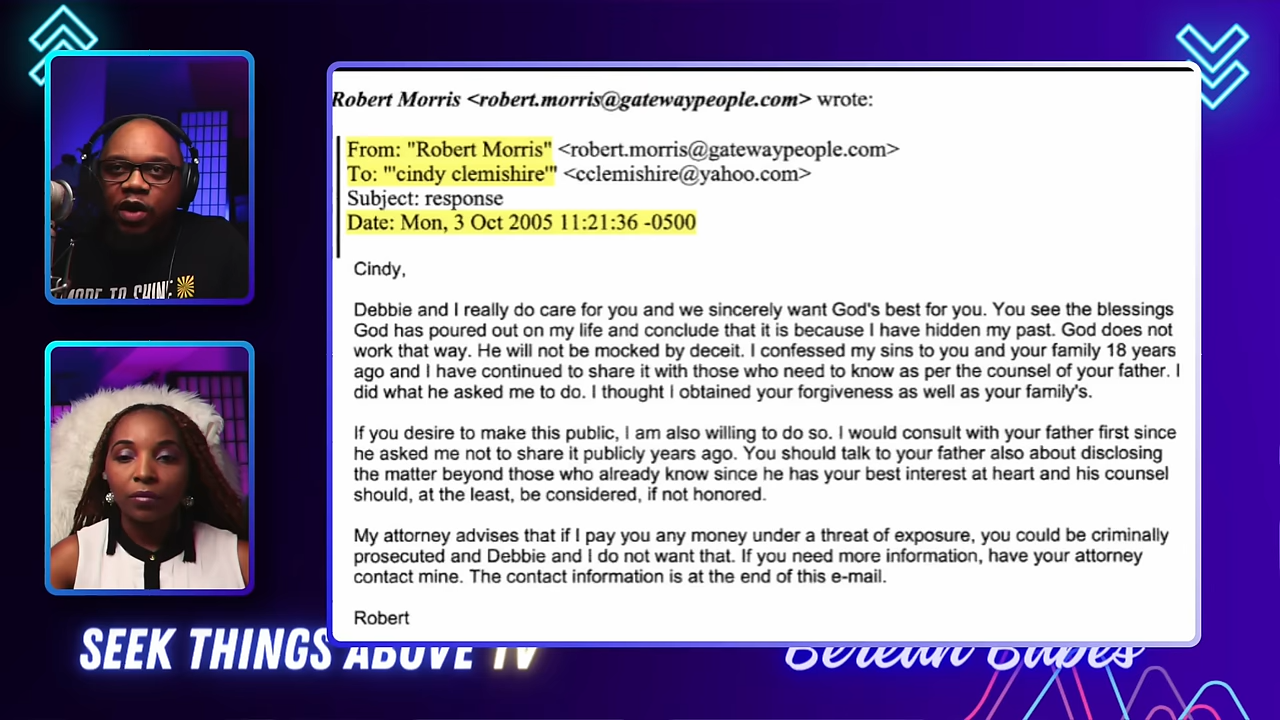 Robert Morris <robert.morris@gatewaypeople.com> wrote:
From: "Robert Morris" <robert.morris@gatewaypeople.com>
To: "'cindy clemishire'" <cclemishire@yahoo.com>
Subject: response
Date: Mon, 3 Oct 2005 11:21:36 -0500
Cindy,
Debbie and I really do care for you and we sincerely want God's best for you. You see the blessings
God has poured out on my life and conclude that it is because I have hidden my past. God does not
work that way. He will not be mocked by deceit. I confessed my sins to you and your family 18 years
ago and I have continued to share it with those who need to know as per the counsel of your father. I
did what he asked me to do. I thought I obtained your forgiveness as well as your family's.
If you desire to make this public, I am also willing to do so. I would consult with your father first since
he asked me not to share it publicly years ago. You should talk to your father also about disclosing
the matter beyond those who already know since he has your best interest at heart and his counsel
should, at the least, be considered, if not honored.
My attorney advises that if I pay you any money under a threat of exposure, you could be criminally
prosecuted and Debbie and I do not want that. If you need more information, have your attorney
contact mine. The contact information is at the end of this e-mail.
Robert
MORE TO SHINE
SEEK THINGS ABOVE TV
Berean Babes